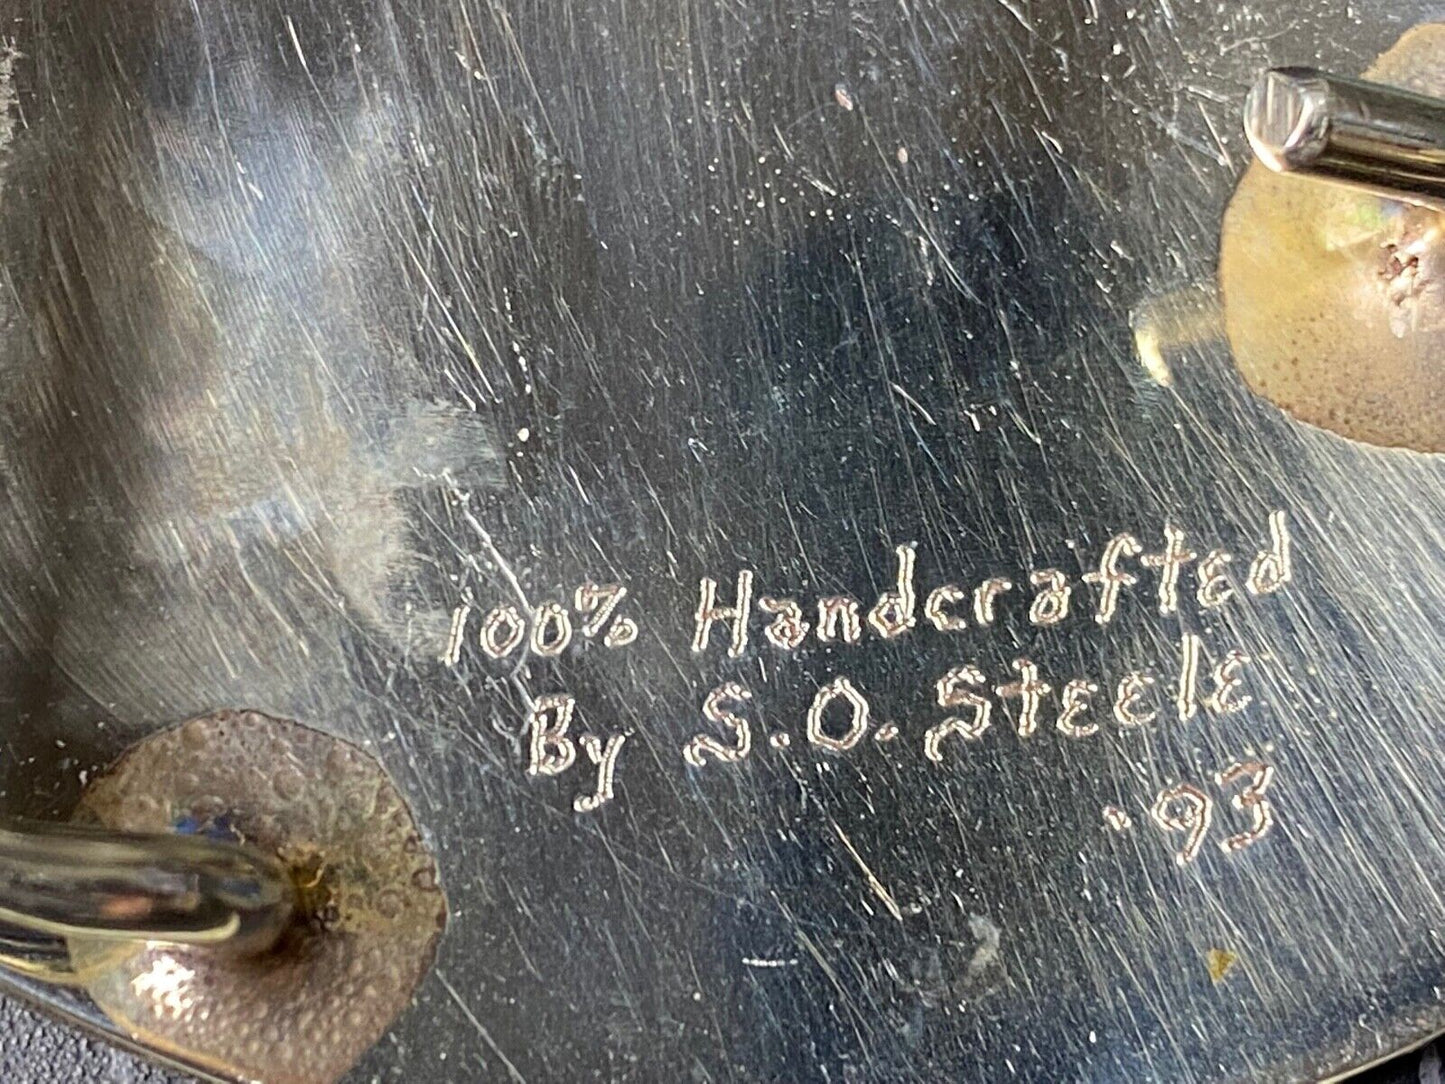 100% Handcrafted
By S.O. Steele
'93